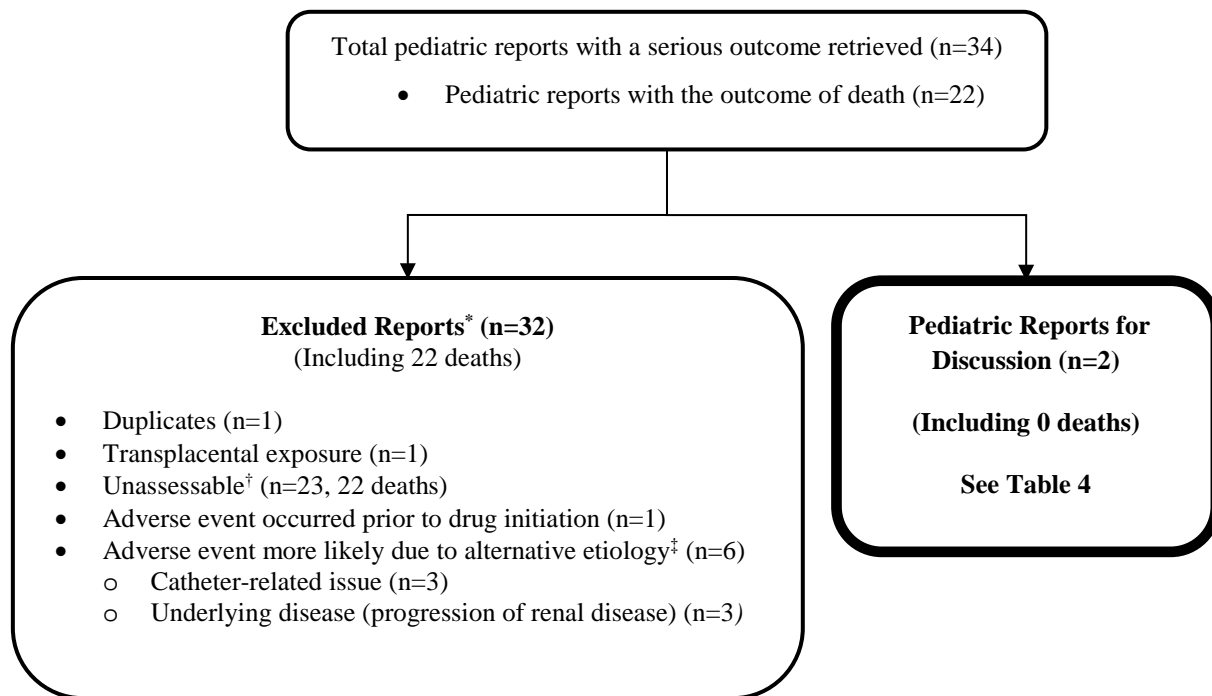 Total pediatric reports with a serious outcome retrieved (n=34)
• Pediatric reports with the outcome of death (n=22)
Excluded Reports* (n=32)
(Including 22 deaths)
• Duplicates (n=1)
• Transplacental exposure (n=1)
• Unassessable† (n=23, 22 deaths)
• Adverse event occurred prior to drug initiation (n=1)
• Adverse event more likely due to alternative etiology‡ (n=6)
o Catheter-related issue (n=3)
o Underlying disease (progression of renal disease) (n=3)
Pediatric Reports for
Discussion (n=2)
(Including 0 deaths)
See Table 4